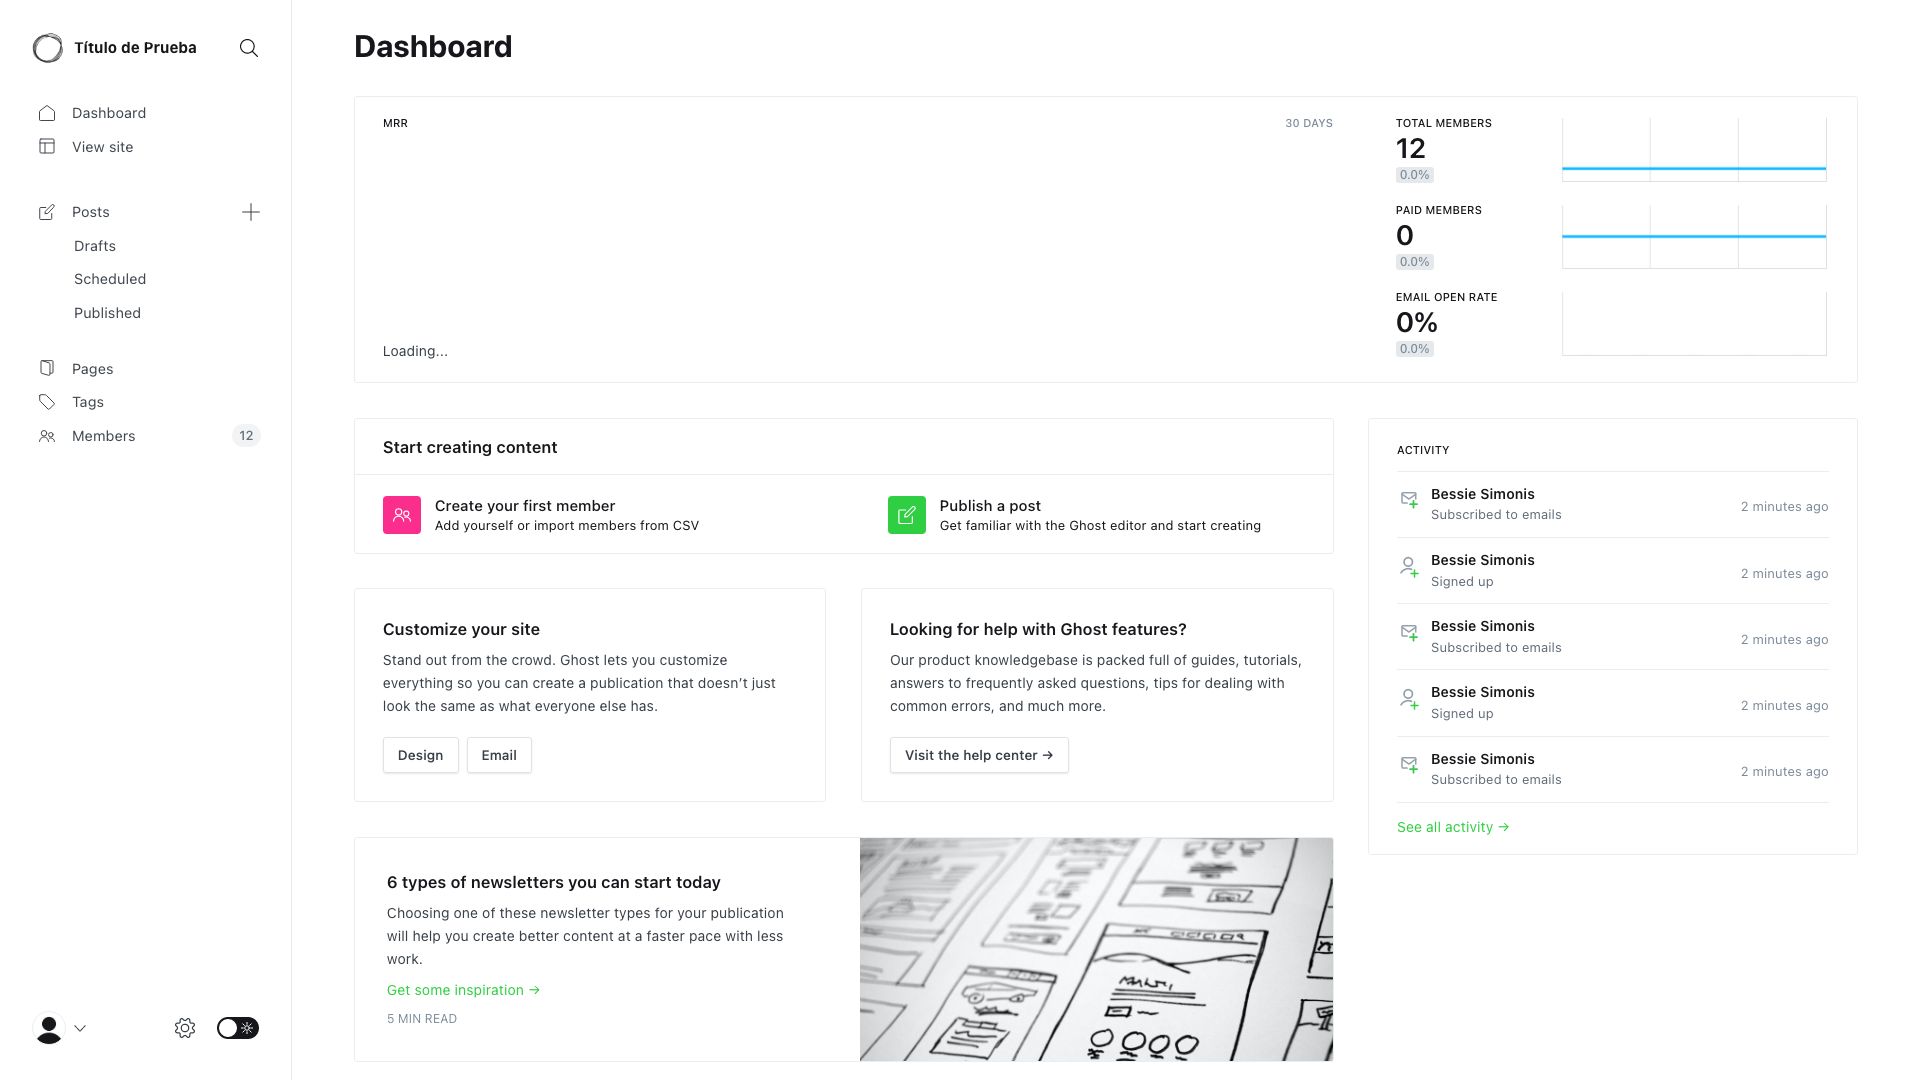 Título de Prueba
Dashboard
View site
Posts
Drafts
Scheduled
Published
Pages
Tags
Members
12
Dashboard
MRR
30 DAYS
Loading...
TOTAL MEMBERS
12
0.0%
PAID MEMBERS
0
0.0%
EMAIL OPEN RATE
0%
0.0%
Start creating content
Create your first member
Add yourself or import members from CSV
Publish a post
Get familiar with the Ghost editor and start creating
Customize your site
Stand out from the crowd. Ghost lets you customize
everything so you can create a publication that doesn’t just
look the same as what everyone else has.
Design
Email
Looking for help with Ghost features?
Our product knowledgebase is packed full of guides, tutorials,
answers to frequently asked questions, tips for dealing with
common errors, and much more.
Visit the help center →
6 types of newsletters you can start today
Choosing one of these newsletter types for your publication
will help you create better content at a faster pace with less
work.
Get some inspiration →
5 MIN READ
ACTIVITY
Bessie Simonis
Subscribed to emails
2 minutes ago
Bessie Simonis
Signed up
2 minutes ago
Bessie Simonis
Subscribed to emails
2 minutes ago
Bessie Simonis
Signed up
2 minutes ago
Bessie Simonis
Subscribed to emails
2 minutes ago
See all activity →